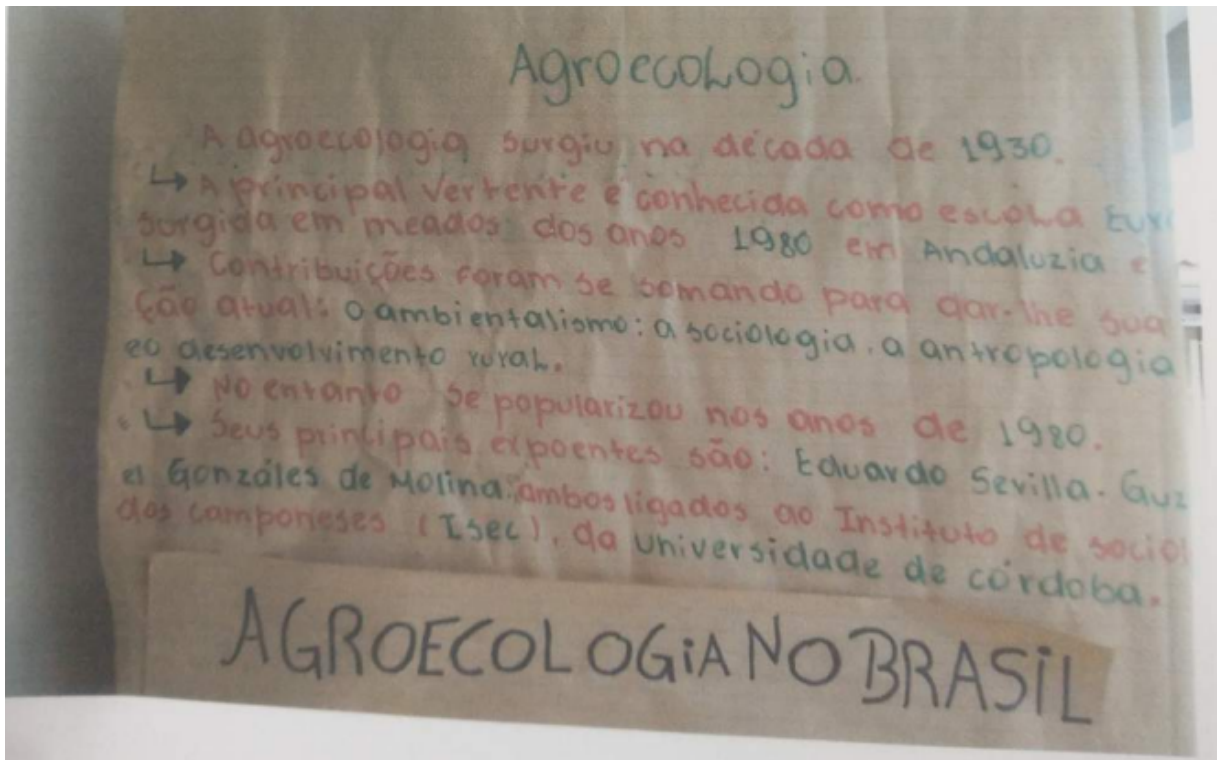 Agroecologia.
A agroecologia surgiu na década de 1930.
↳ A principal vertente é conhecida como escola Eur
surgida em meados dos anos 1980 em Andaluzia e
↳ Contribuições foram se somando para dar-lhe sua
ção atual: o ambientalismo: a sociologia, a antropologia
e o desenvolvimento rural.
↳ No entanto se popularizou nos anos de 1980.
↳ Seus principais expoentes são: Eduardo Sevilla. Guz
el Gonzáles de Molina. ambos ligados ao Instituto de sociol
dos camponeses (Isec), da universidade de córdoba.
AGROECOLOGIA NO BRASIL